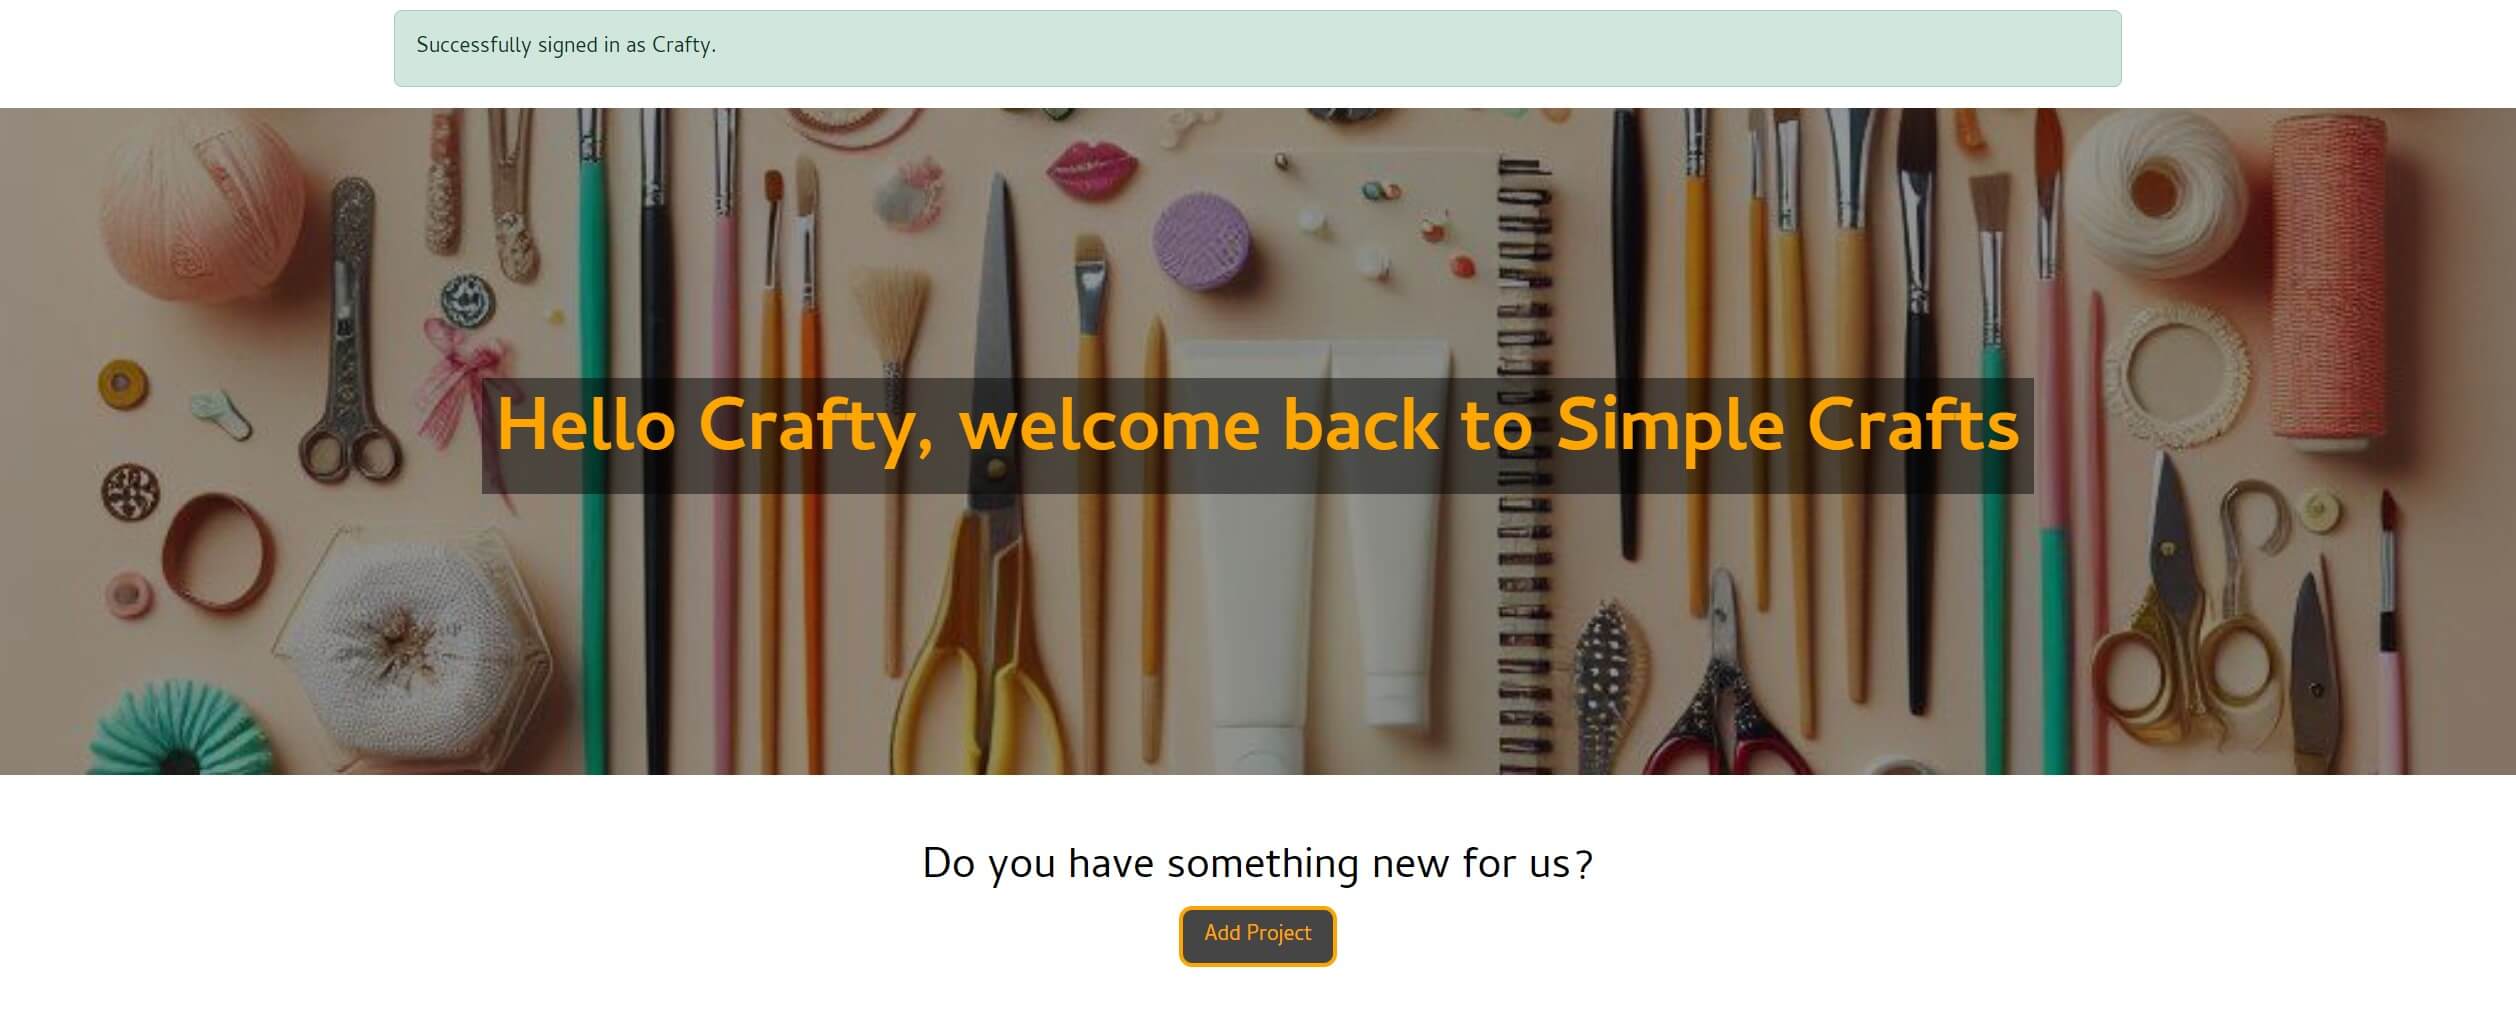 Successfully signed in as Crafty.
Hello Crafty, welcome back to Simple Crafts
Do you have something new for us?
Add Project